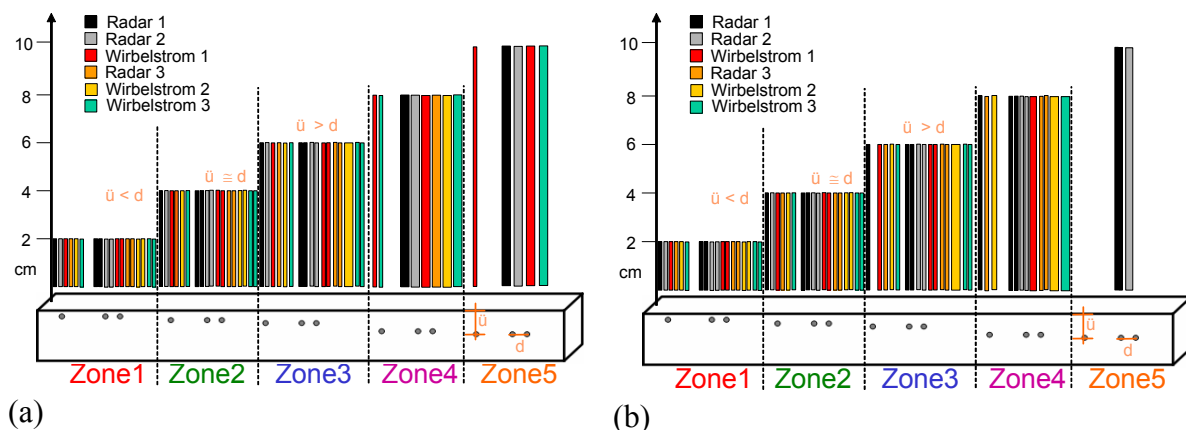 Radar 1
Radar 2
Wirbelstrom 1
Radar 3
Wirbelstrom 2
Wirbelstrom 3
10
8
6
4
2
cm
ü < d
ü ≅ d
ü > d
ü
d
Zone1 Zone2 Zone3 Zone4 Zone5
(a)
Radar 1
Radar 2
Wirbelstrom 1
Radar 3
Wirbelstrom 2
Wirbelstrom 3
10
8
6
4
2
cm
ü < d
ü ≅ d
ü > d
ü
d
Zone1 Zone2 Zone3 Zone4 Zone5
(b)